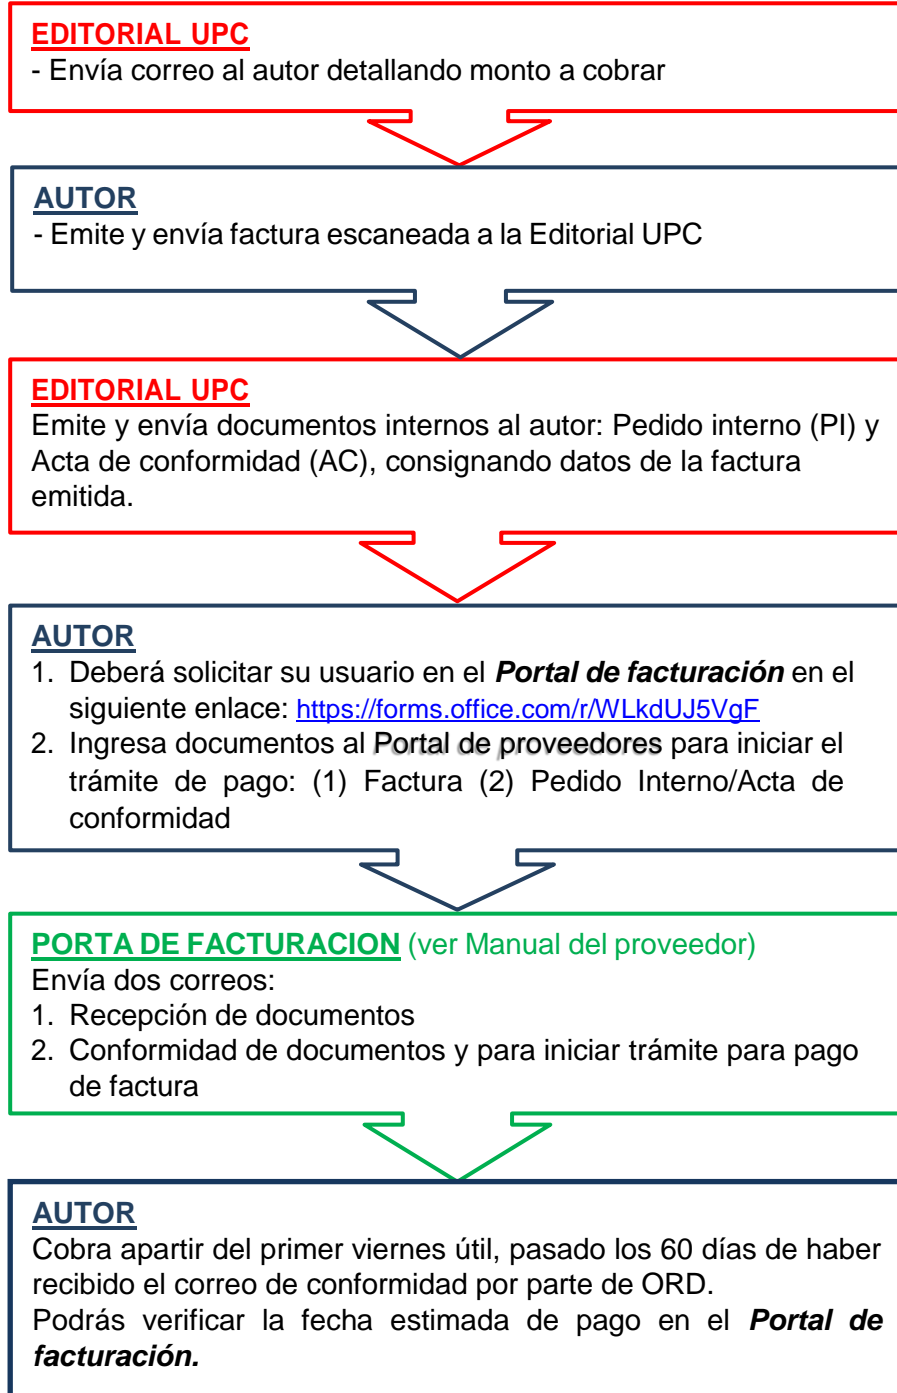 EDITORIAL UPC
- Envía correo al autor detallando monto a cobrar
AUTOR
- Emite y envía factura escaneada a la Editorial UPC
EDITORIAL UPC
Emite y envía documentos internos al autor: Pedido interno (PI) y
Acta de conformidad (AC), consignando datos de la factura
emitida.
AUTOR
1. Deberá solicitar su usuario en el Portal de facturación en el
siguiente enlace: https://forms.office.com/r/WLkdUJ5VgF
2. Ingresa documentos al Portal de proveedores para iniciar el
trámite de pago: (1) Factura (2) Pedido Interno/Acta de
conformidad
PORTA DE FACTURACION (ver Manual del proveedor)
Envía dos correos:
1. Recepción de documentos
2. Conformidad de documentos y para iniciar trámite para pago
de factura
AUTOR
Cobra apartir del primer viernes útil, pasado los 60 días de haber
recibido el correo de conformidad por parte de ORD.
Podrás verificar la fecha estimada de pago en el Portal de
facturación.